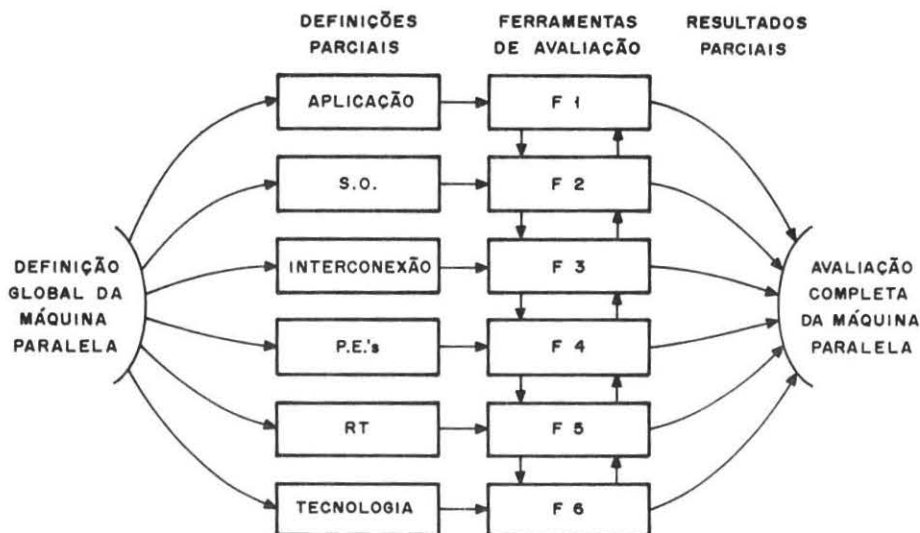 DEFINIÇÕES
PARCIAIS
FERRAMENTAS
DE AVALIAÇÃO
RESULTADOS
PARCIAIS
APLICAÇÃO
F 1
S.O.
F 2
DEFINIÇÃO
GLOBAL DA
MÁQUINA
PARALELA
INTERCONEXÃO
F 3
AVALIAÇÃO
COMPLETA
DA MÁQUINA
PARALELA
P.E.'s
F 4
RT
F 5
TECNOLOGIA
F 6